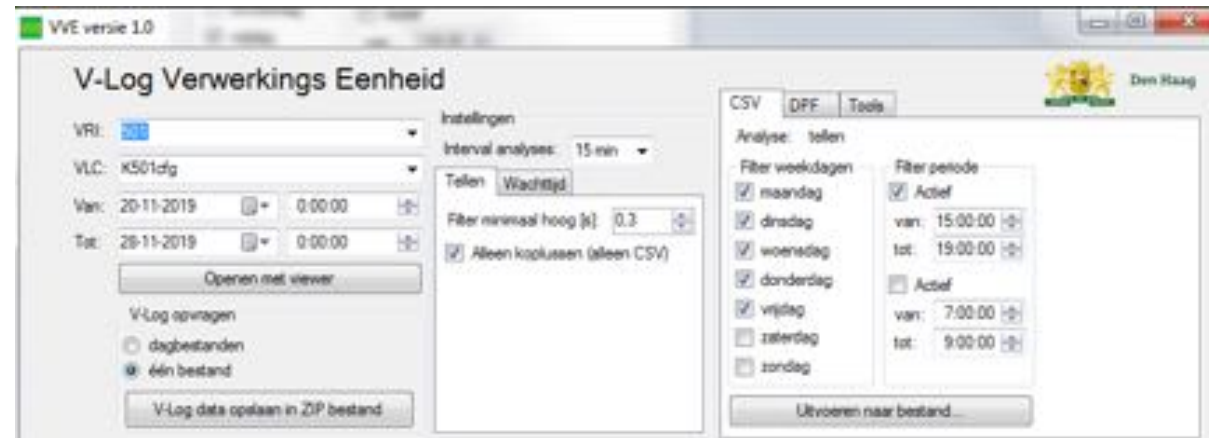 VVE versie 1.0
V-Log Verwerkings Eenheid
Den Haag
VRI: 501
VLC: K501cfg
Van: 20-11-2019 0:00:00
Tot: 28-11-2019 0:00:00
Openen met viewer
V-Log opvragen
dagbestanden
één bestand
V-Log data opslaan in ZIP bestand
Instellingen
Interval analyses: 15 min
Tellen Wachttijd
Filter minimaal hoog [s] 0,3
Alleen koplussen (alleen CSV)
CSV DPF Tools
Analyse: tellen
Filter weekdagen
maandag
dinsdag
woensdag
donderdag
vrijdag
zaterdag
zondag
Filter periode
Actief
van: 15:00:00
tot: 19:00:00
Actief
van: 7:00:00
tot: 9:00:00
Uitvoeren naar bestand...